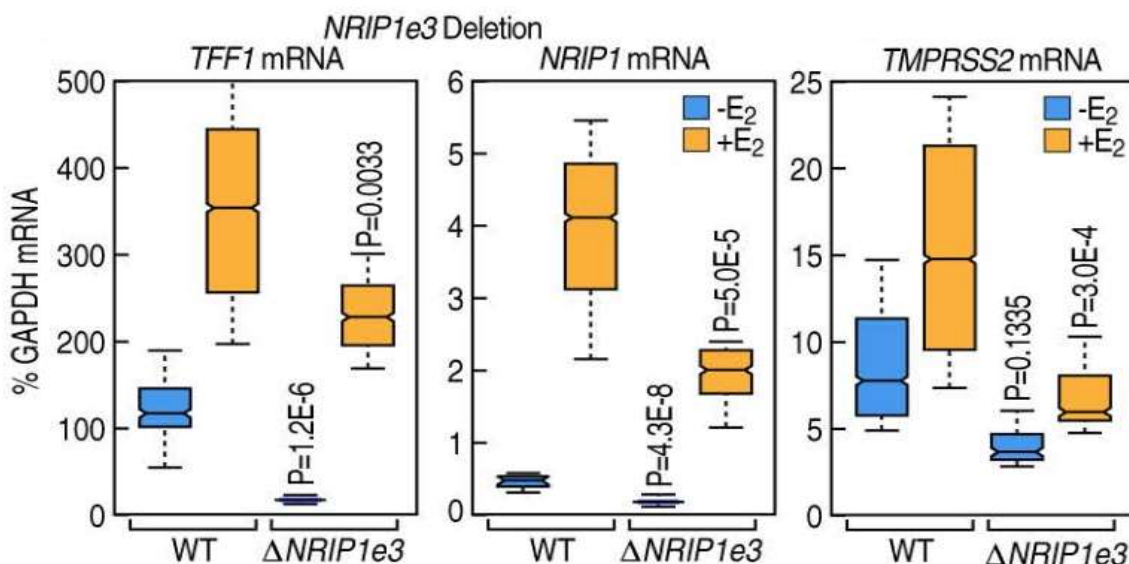 NRIP1e3 Deletion
TFF1 mRNA
NRIP1 mRNA
TMPRSS2 mRNA
% GAPDH mRNA
500
400
300
200
100
0
P=1.2E-6
P=0.0033
WT
ΔNRIP1e3
6
5
4
3
2
1
0
-E2
+E2
P=4.3E-8
P=5.0E-5
WT
ΔNRIP1e3
25
20
15
10
5
0
-E2
+E2
P=0.1335
P=3.0E-4
WT
ΔNRIP1e3